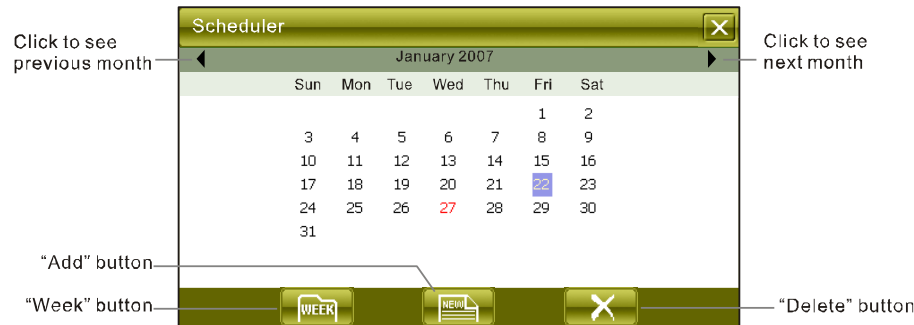 Scheduler
Click to see
previous month
Click to see
next month
January 2007
Sun Mon Tue Wed Thu Fri Sat
1 2
3 4 5 6 7 8 9
10 11 12 13 14 15 16
17 18 19 20 21 22 23
24 25 26 27 28 29 30
31
"Add" button
"Week" button
WEEK
NEW
"Delete" button